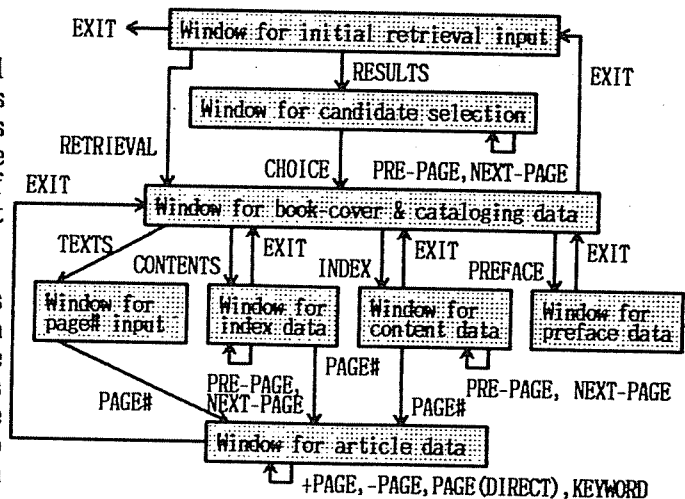 EXIT
Window for initial retrieval input
RESULTS
EXIT
Window for candidate selection
RETRIEVAL
CHOICE
PRE-PAGE, NEXT-PAGE
EXIT
Window for book-cover & cataloging data
TEXTS
CONTENTS
EXIT
INDEX
EXIT
PREFACE
EXIT
Window for
page# input
Window for
index data
Window for
content data
Window for
preface data
PRE-PAGE,
NEXT-PAGE
PAGE#
PRE-PAGE, NEXT-PAGE
PAGE#
PAGE#
Window for article data
+PAGE, -PAGE, PAGE(DIRECT), KEYWORD